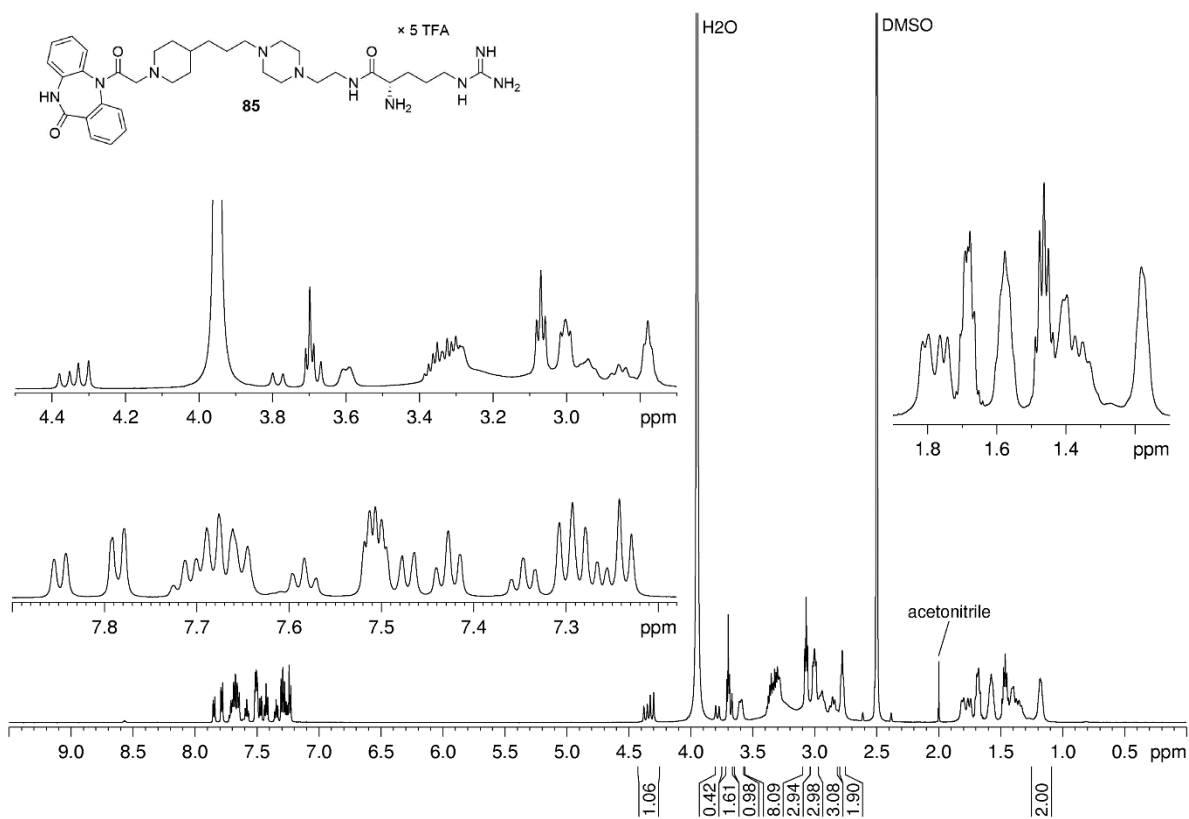 H2O
DMSO
× 5 TFA
O
N
N
N
N
H
O
NH2
N
H
NH
NH2
HN
O
85
4.4 4.2 4.0 3.8 3.6 3.4 3.2 3.0 ppm
1.8 1.6 1.4 ppm
7.8 7.7 7.6 7.5 7.4 7.3 ppm
acetonitrile
9.0 8.5 8.0 7.5 7.0 6.5 6.0 5.5 5.0 4.5 4.0 3.5 3.0 2.5 2.0 1.5 1.0 0.5 ppm
1.06 0.42 1.61 0.98 8.09 2.94 2.98 3.08 1.90 2.00